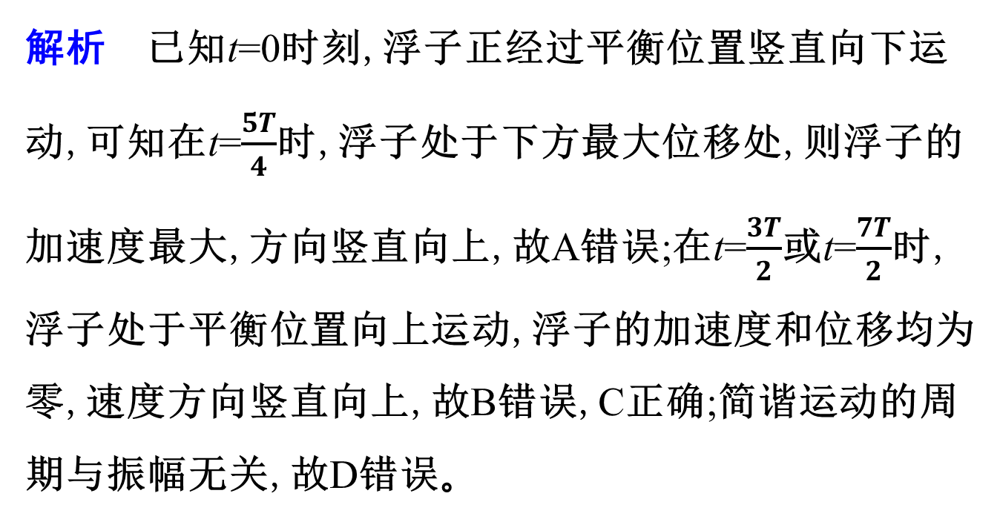 解析 已知t=0时刻,浮子正经过平衡位置竖直向下运
动,可知在t=5T/4时,浮子处于下方最大位移处,则浮子的
加速度最大,方向竖直向上,故A错误;在t=3T/2或t=7T/2时,
浮子处于平衡位置向上运动,浮子的加速度和位移均为
零,速度方向竖直向上,故B错误,C正确;简谐运动的周
期与振幅无关,故D错误。